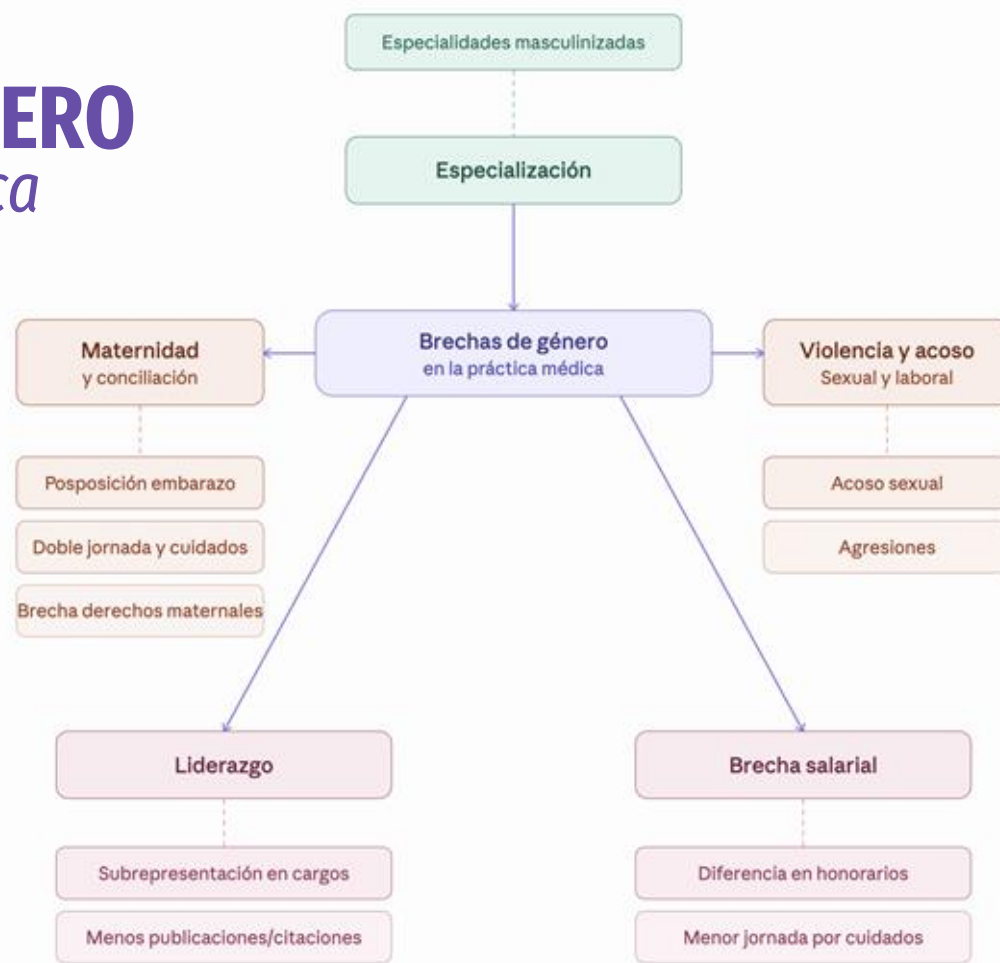 Especialidades masculinizadas
ERO
ca
Especialización
Brechas de género
en la práctica médica
Maternidad
y conciliación
Posposición embarazo
Doble jornada y cuidados
Brecha derechos maternales
Violencia y acoso
Sexual y laboral
Acoso sexual
Agresiones
Liderazgo
Subrepresentación en cargos
Menos publicaciones/citaciones
Brecha salarial
Diferencia en honorarios
Menor jornada por cuidados